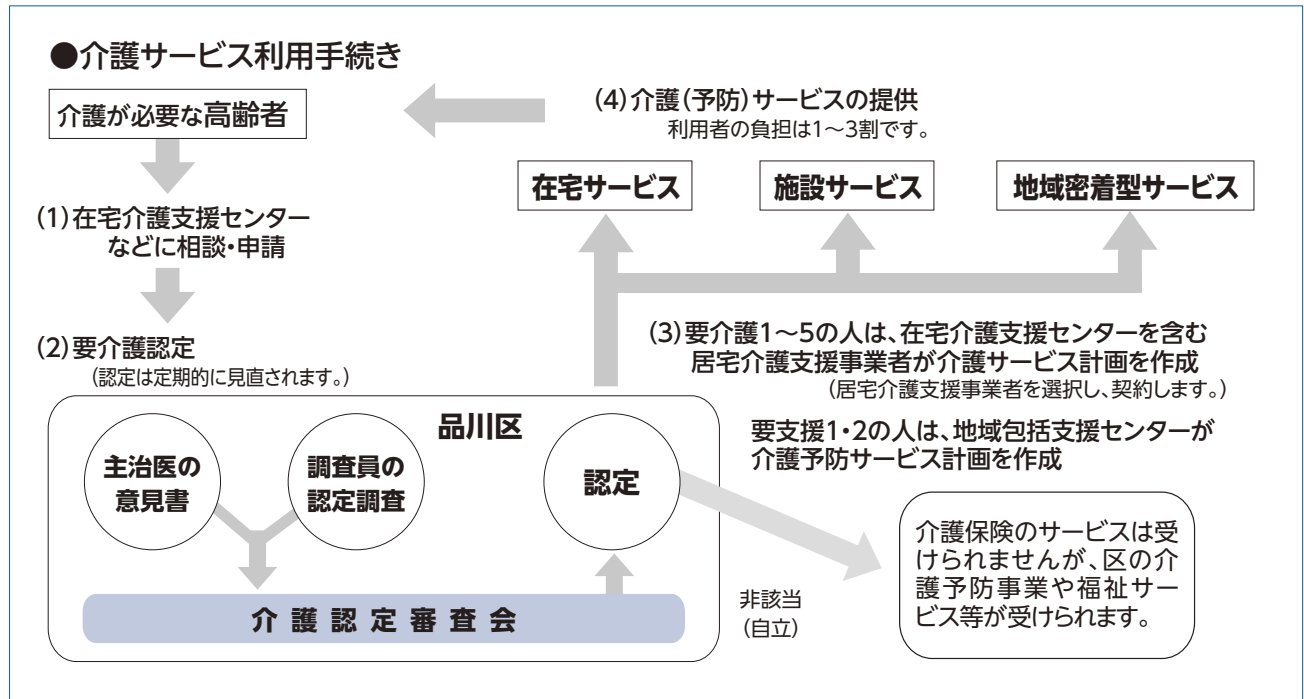 ●介護サービス利用手続き
介護が必要な高齢者
(1)在宅介護支援センター
などに相談・申請
(2)要介護認定
(認定は定期的に見直されます。)
品川区
主治医の
意見書
調査員の
認定調査
認定
介護認定審査会
(3)要介護1~5の人は、在宅介護支援センターを含む
居宅介護支援事業者が介護サービス計画を作成
(居宅介護支援事業者を選択し、契約します。)
要支援1・2の人は、地域包括支援センターが
介護予防サービス計画を作成
非該当
(自立)
介護保険のサービスは受
けられませんが、区の介
護予防事業や福祉サー
ビス等が受けられます。
在宅サービス
施設サービス
地域密着型サービス
(4)介護(予防)サービスの提供
利用者の負担は1~3割です。